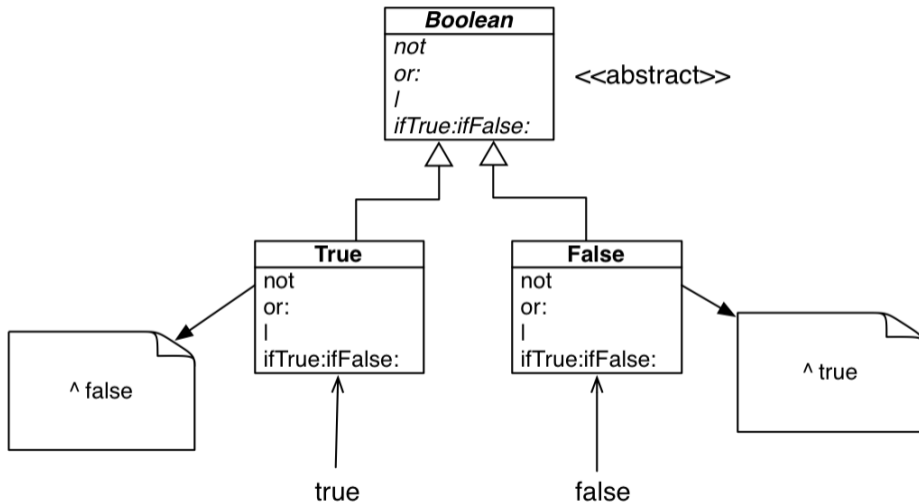 Boolean
not
or:
|
ifTrue:ifFalse:
<<abstract>>
True
not
or:
|
ifTrue:ifFalse:
False
not
or:
|
ifTrue:ifFalse:
^ false
^ true
true
false